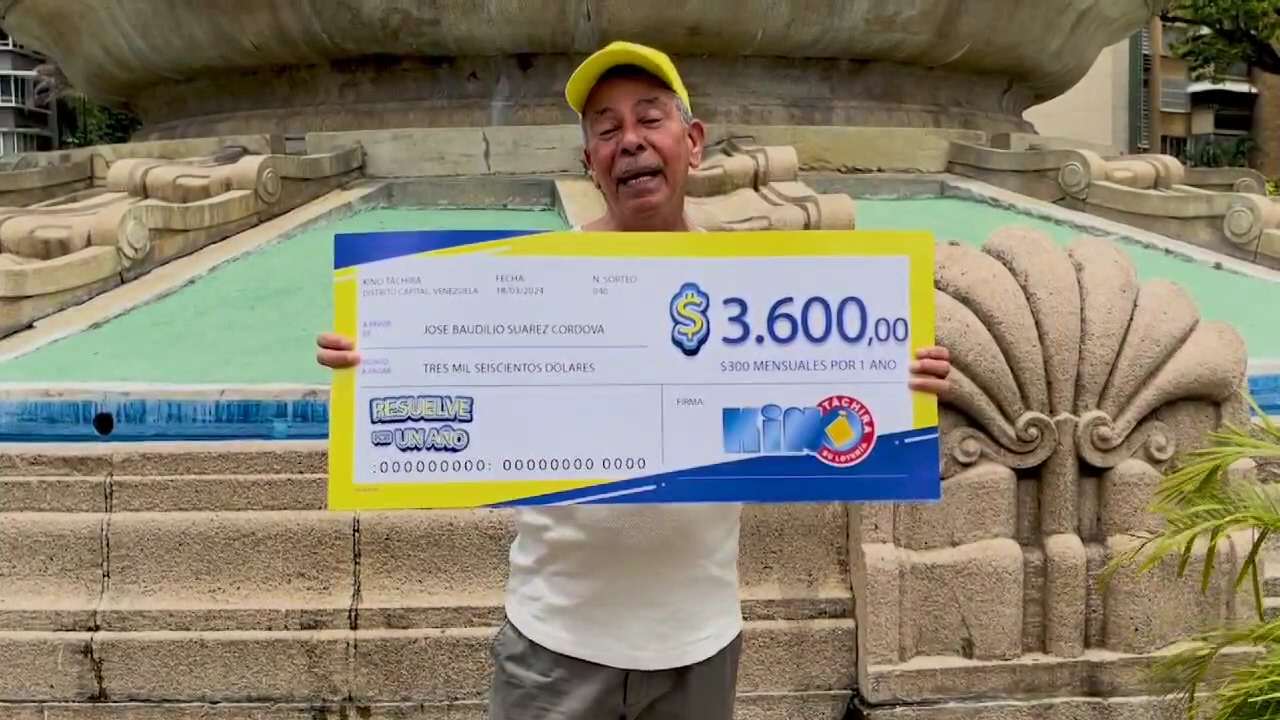 KINO TÁCHIRA
DISTRITO CAPITAL, VENEZUELA
FECHA:
18/03/2024
N. SORTEO
040
JOSE BAUDILIO SUAREZ CORDOVA
TRES MIL SEISCIENTOS DOLARES
$ 3.600,00
$300 MENSUALES POR 1 AÑO
RESUELVE
POR UN AÑO
:000000000: 00000000 0000
FIRMA:
KINO
TÁCHIRA
SU LOTERÍA